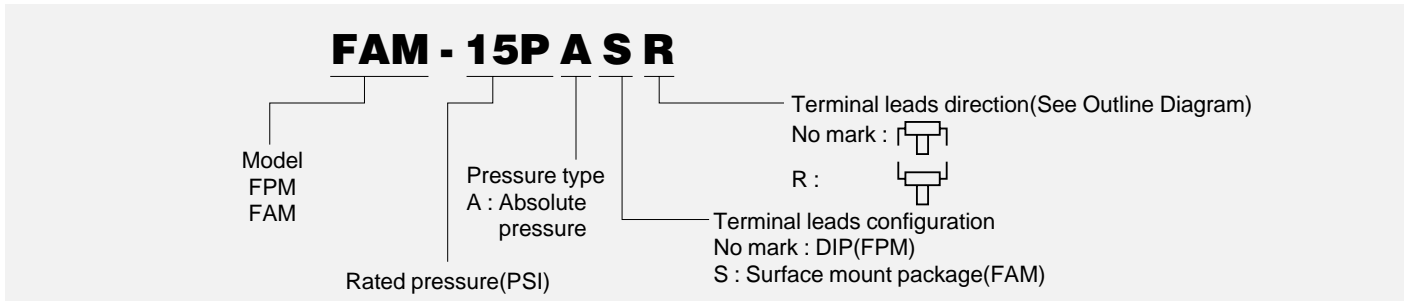 FAM - 15P A S R
Terminal leads direction(See Outline Diagram)
No mark :
R :
Model
FPM
FAM
Pressure type
A : Absolute
pressure
Terminal leads configuration
No mark : DIP(FPM)
S : Surface mount package(FAM)
Rated pressure(PSI)